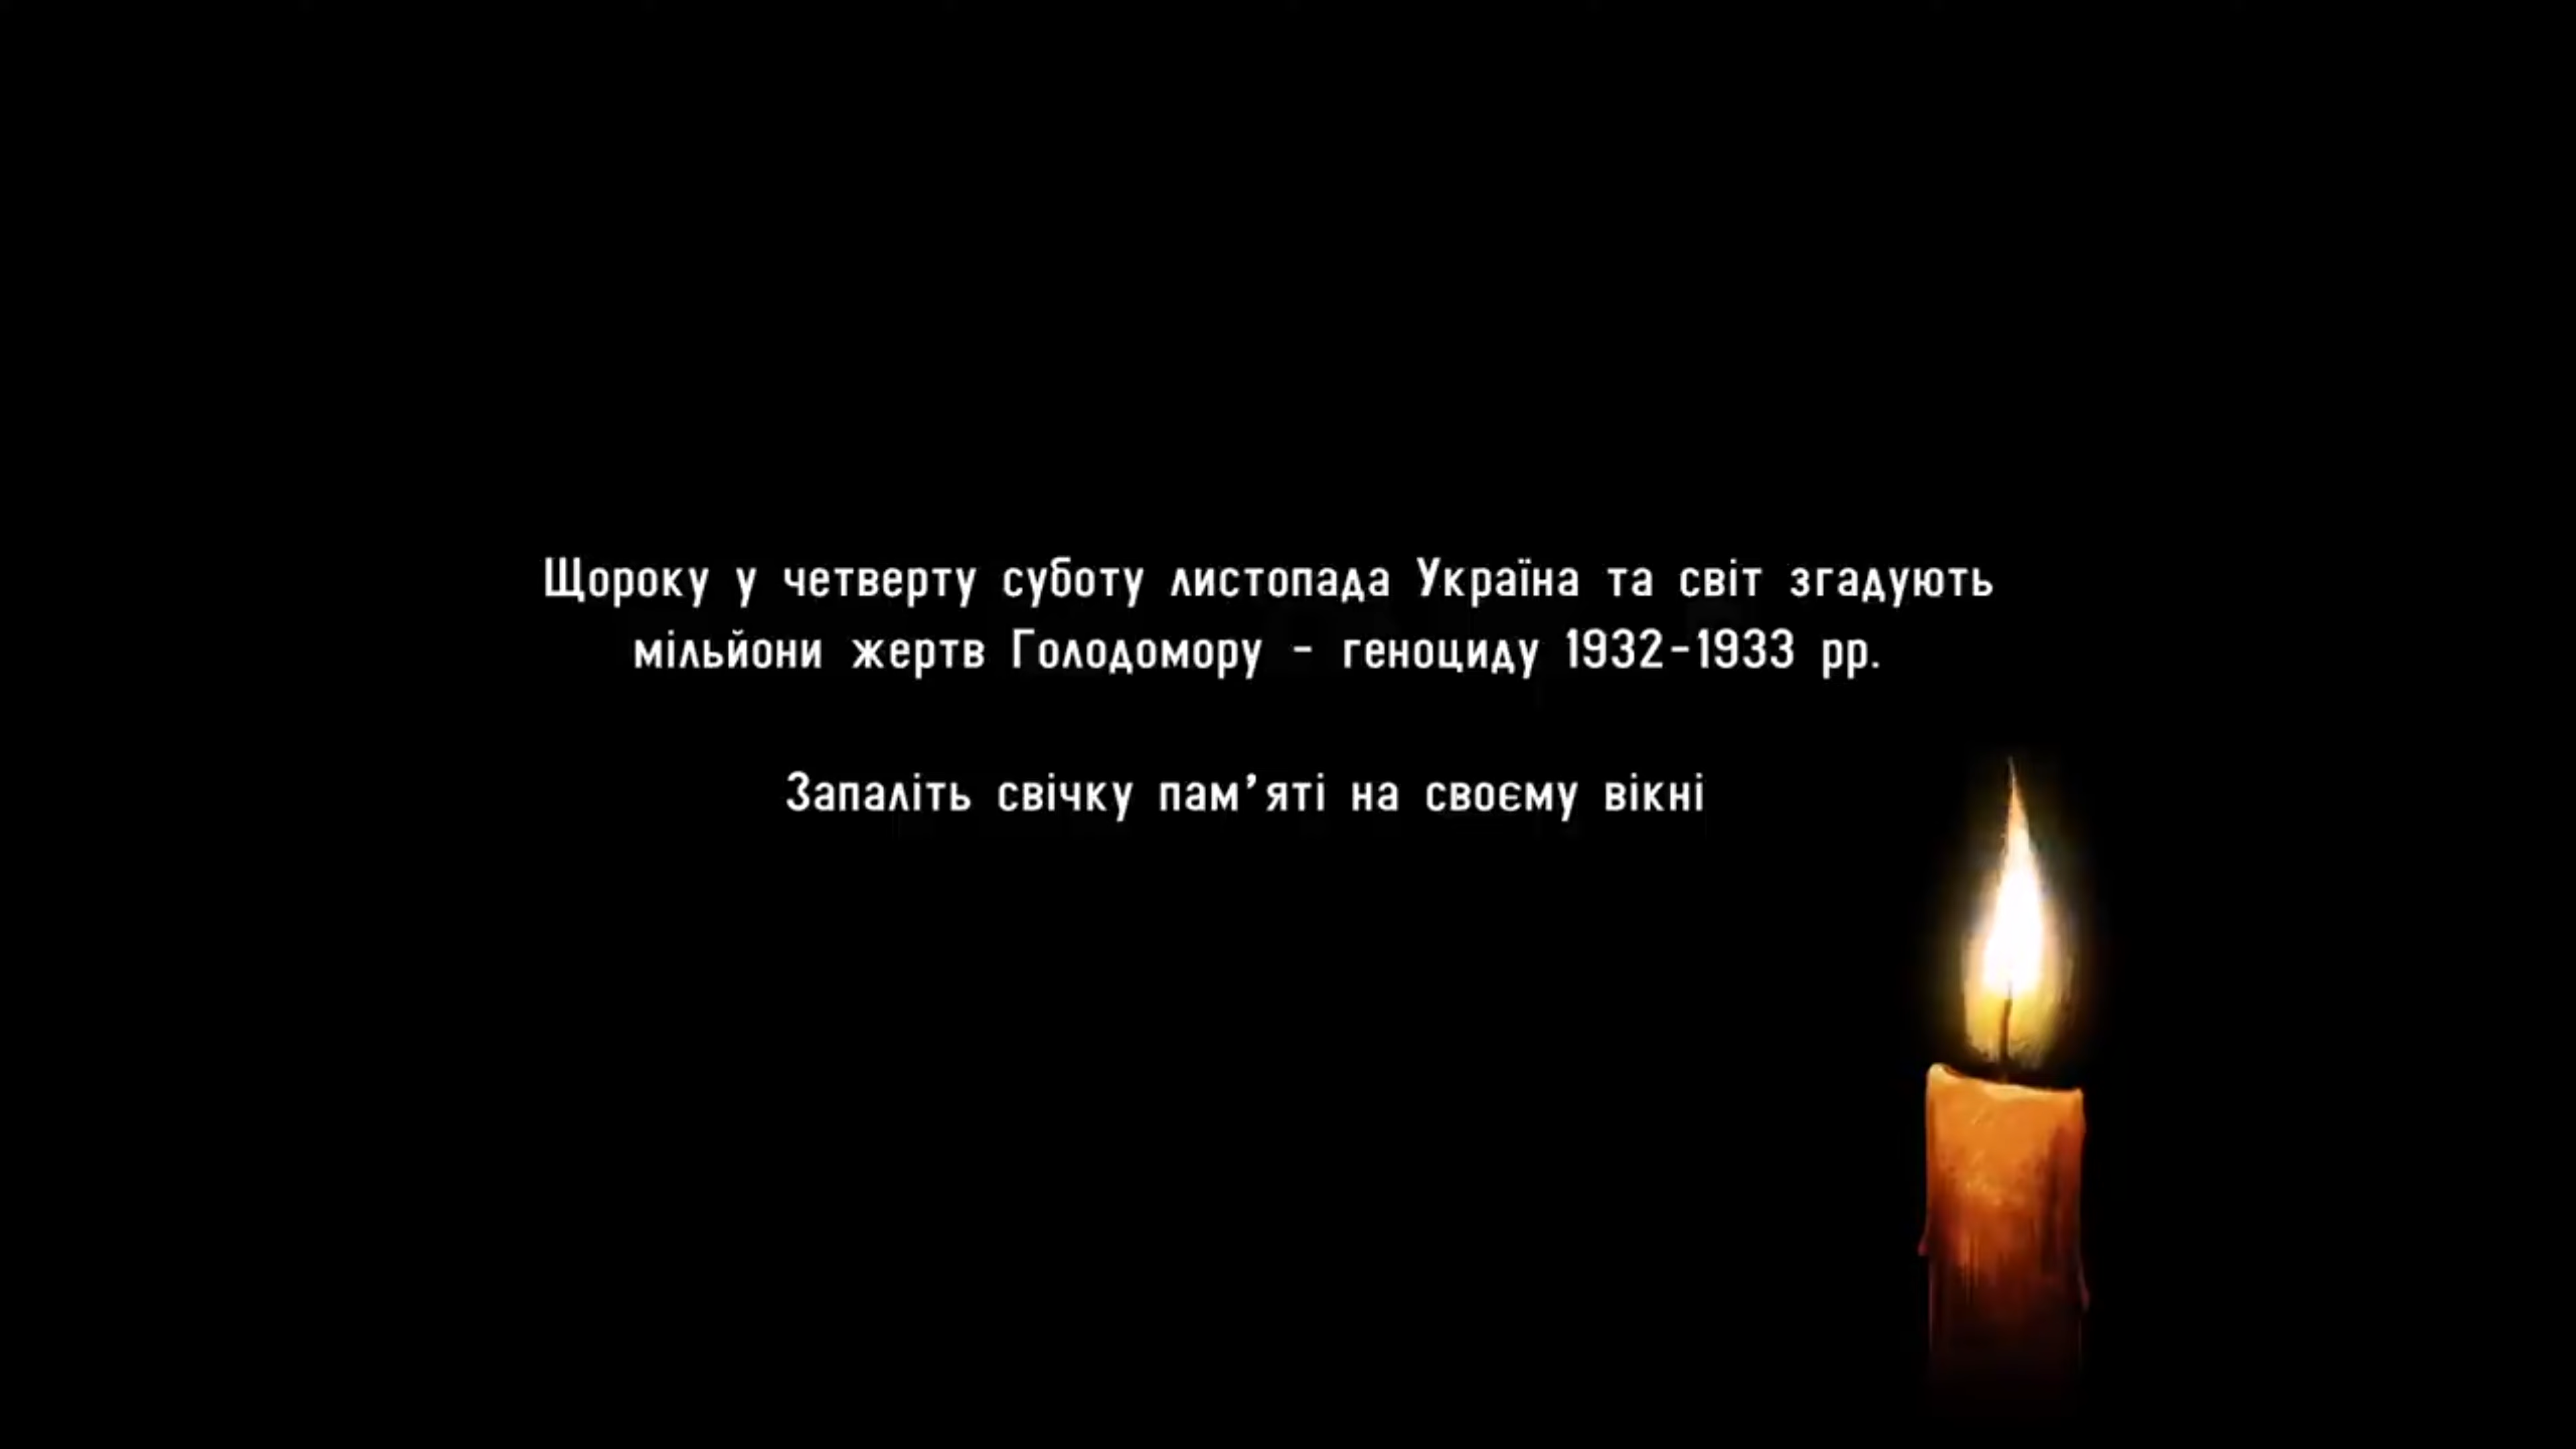 Щороку у четверту суботу листопада Україна та світ згадують
мільйони жертв Голодомору - геноциду 1932-1933 рр.
Запаліть свічку пам’яті на своєму вікні